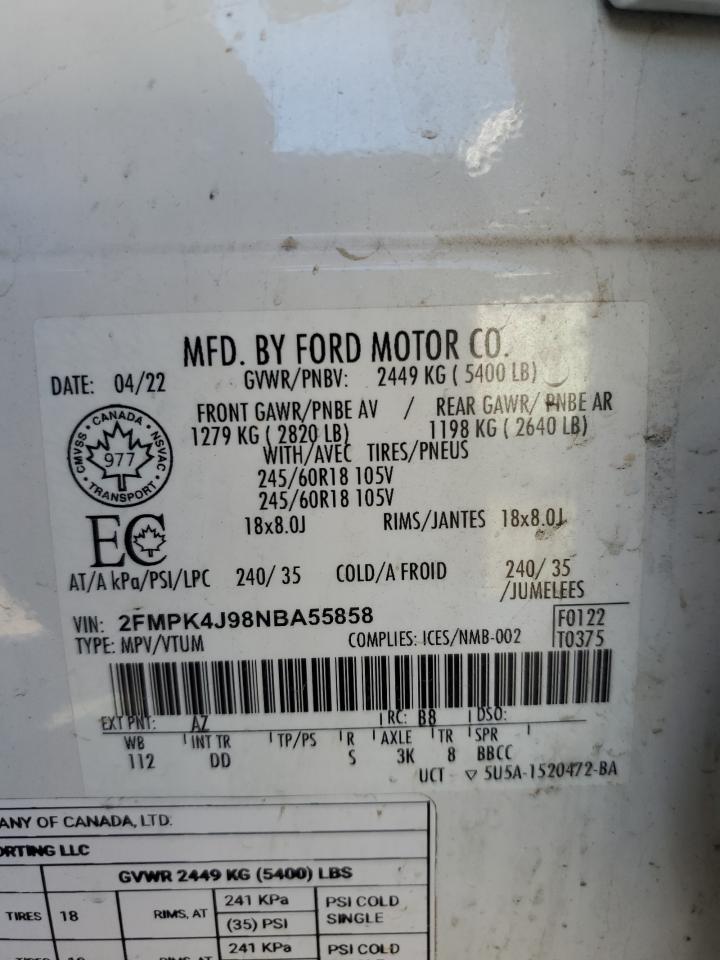 MFD. BY FORD MOTOR CO.
DATE: 04/22 GVWR/PNBV: 2449 KG ( 5400 LB)
FRONT GAWR/PNBE AV / REAR GAWR/ PNBE AR
1279 KG ( 2820 LB) 1198 KG ( 2640 LB)
WITH/AVEC TIRES/PNEUS
245/60R18 105V
245/60R18 105V
18x8.0J RIMS/JANTES 18x8.0J
CMVSS · CANADA · NSVAC
977
· TRANSPORT ·
EC
AT/A kPa/PSI/LPC 240/ 35 COLD/A FROID 240/ 35
/JUMELEES
VIN: 2FMPK4J98NBA55858 F0122
TYPE: MPV/VTUM COMPLIES: ICES/NMB-002 T0375
EXT PNT: AZ RC: B8 DSO:
WB INT TR TP/PS R AXLE TR SPR
112 DD S 3K 8 BBCC
UCT ▽ 5U5A-1520472-BA
ANY OF CANADA, LTD.
ORTING LLC
GVWR 2449 KG (5400) LBS
TIRES 18 RIMS, AT 241 KPa PSI COLD
(35) PSI SINGLE
241 KPa PSI COLD